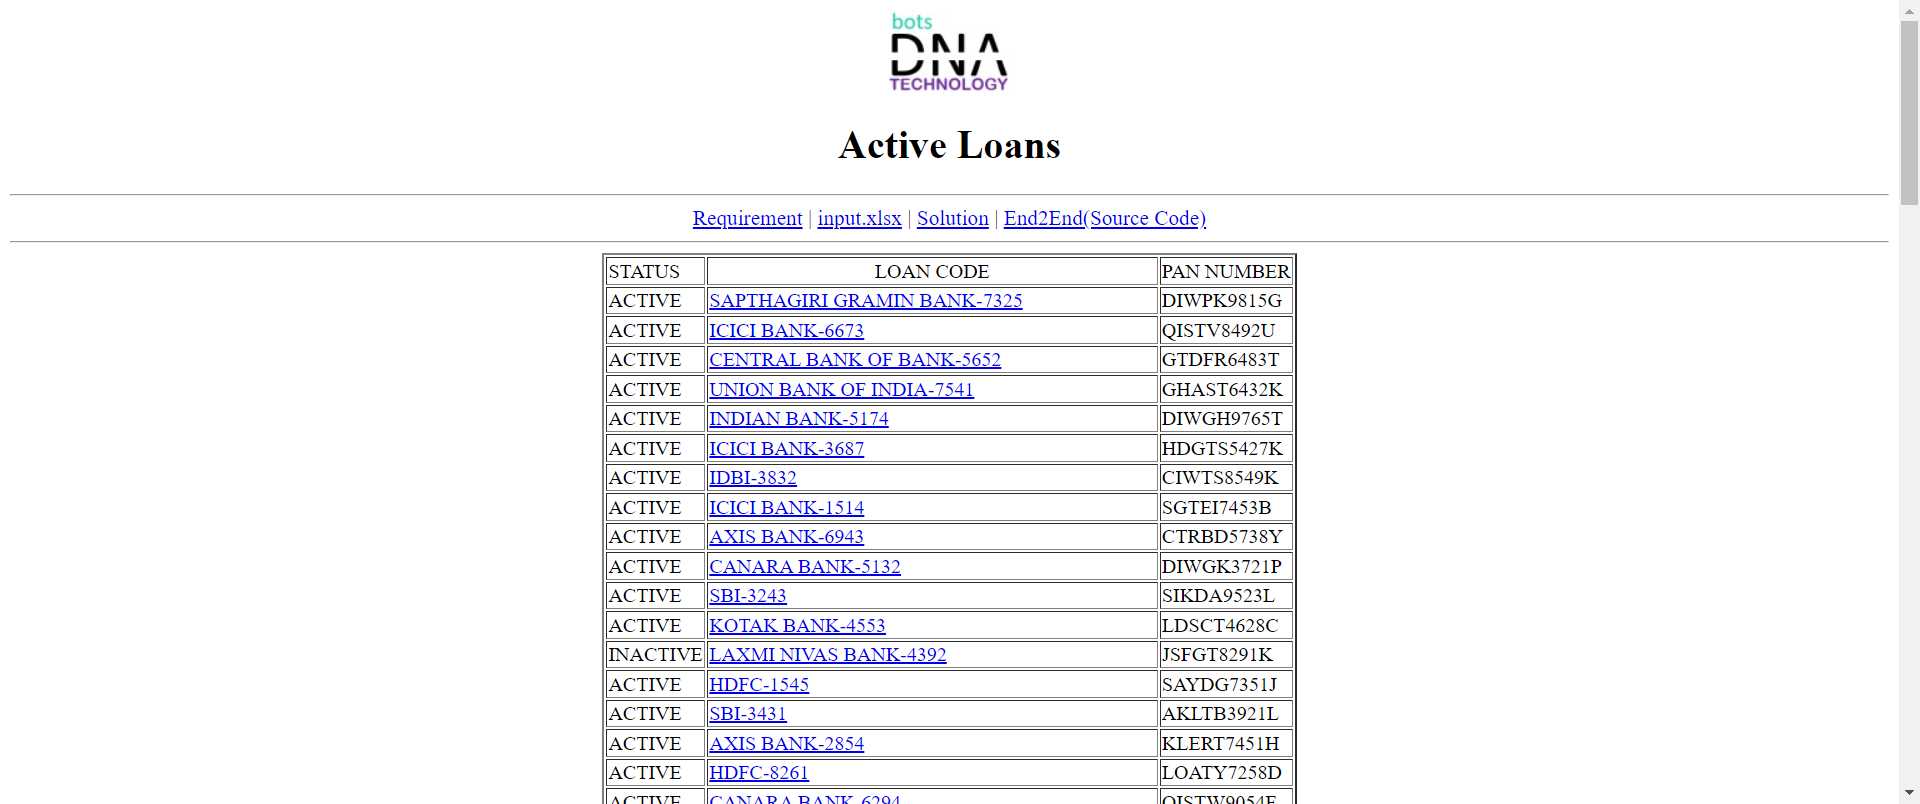 bots
DNA
TECHNOLOGY
Active Loans
Requirement | input.xlsx | Solution | End2End(Source Code)
STATUS LOAN CODE PAN NUMBER
ACTIVE SAPTHAGIRI GRAMIN BANK-7325 DIWPK9815G
ACTIVE ICICI BANK-6673 QISTV8492U
ACTIVE CENTRAL BANK OF BANK-5652 GTDFR6483T
ACTIVE UNION BANK OF INDIA-7541 GHAST6432K
ACTIVE INDIAN BANK-5174 DIWGH9765T
ACTIVE ICICI BANK-3687 HDGTS5427K
ACTIVE IDBI-3832 CIWTS8549K
ACTIVE ICICI BANK-1514 SGTEI7453B
ACTIVE AXIS BANK-6943 CTRBD5738Y
ACTIVE CANARA BANK-5132 DIWGK3721P
ACTIVE SBI-3243 SIKDA9523L
ACTIVE KOTAK BANK-4553 LDSCT4628C
INACTIVE LAXMI NIVAS BANK-4392 JSFGT8291K
ACTIVE HDFC-1545 SAYDG7351J
ACTIVE SBI-3431 AKLTB3921L
ACTIVE AXIS BANK-2854 KLERT7451H
ACTIVE HDFC-8261 LOATY7258D
ACTIVE CANARA BANK-6294